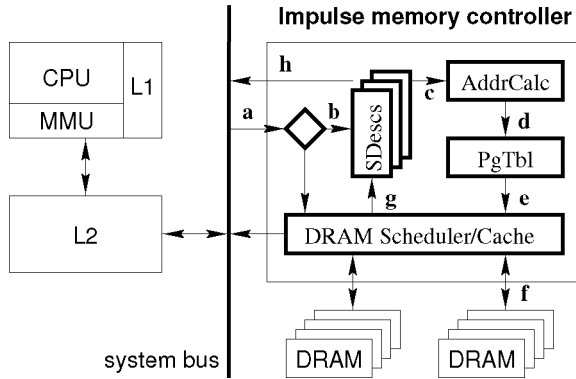 Impulse memory controller
CPU
L1
MMU
L2
h
a
b
c
SDescs
AddrCalc
d
PgTbl
g
e
DRAM Scheduler/Cache
f
DRAM
DRAM
system bus